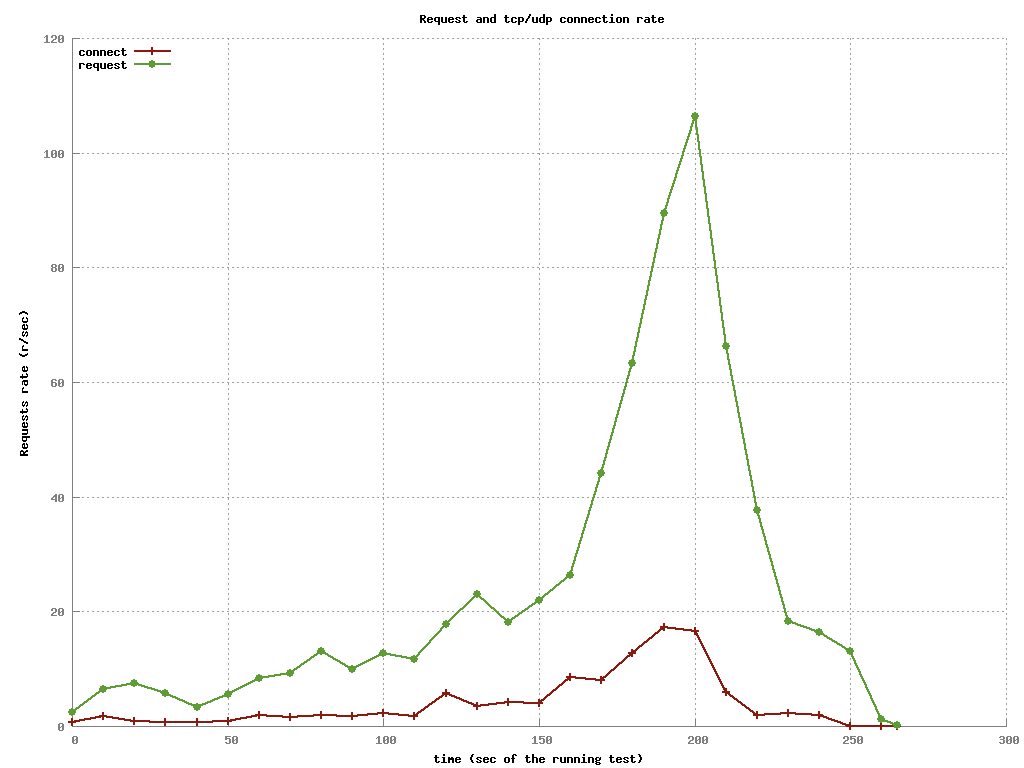 Request and tcp/udp connection rate
120
connect
request
100
80
60
40
20
0
Requests rate (r/sec)
0 50 100 150 200 250 300
time (sec of the running test)